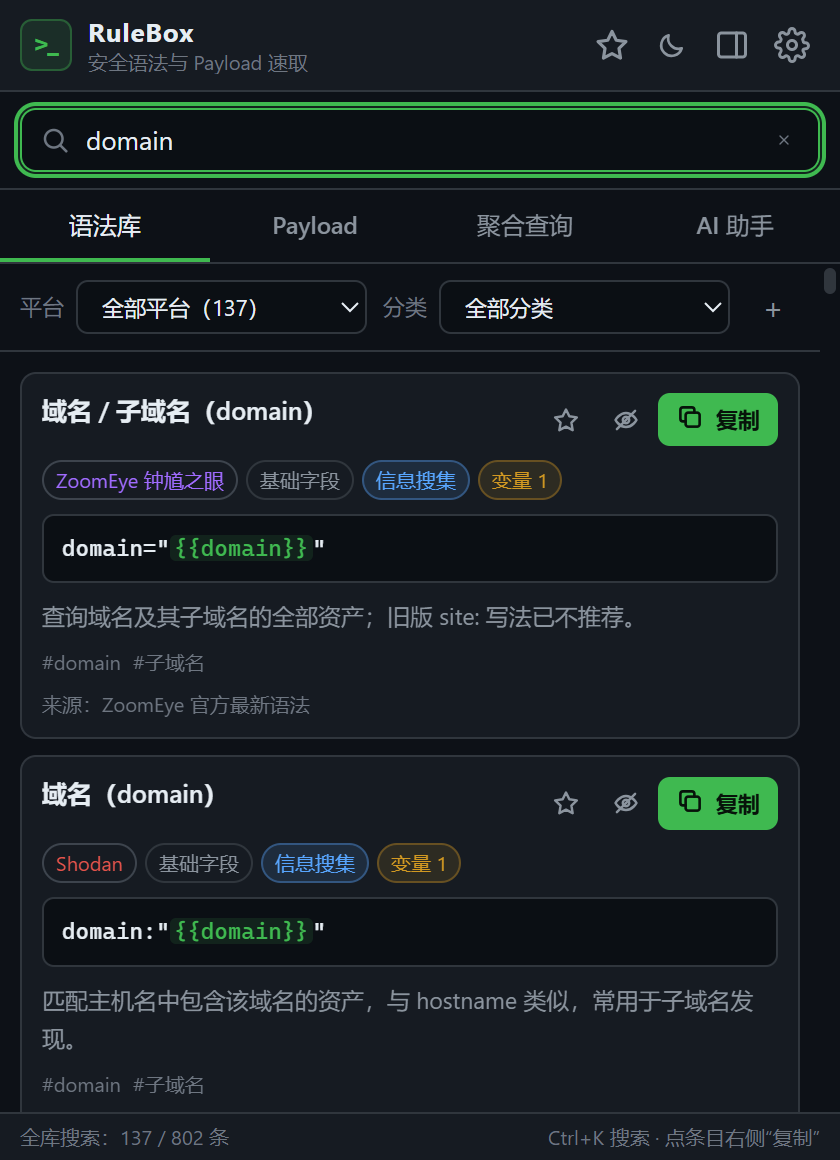 >_
RuleBox
安全语法与 Payload 速取
domain
×
语法库 Payload 聚合查询 AI 助手
平台 全部平台（137） 分类 全部分类 +
域名 / 子域名（domain）
复制
ZoomEye 钟馗之眼 基础字段 信息搜集 变量 1
domain="{{domain}}"
查询域名及其子域名的全部资产；旧版 site: 写法已不推荐。
#domain #子域名
来源：ZoomEye 官方最新语法
域名（domain）
复制
Shodan 基础字段 信息搜集 变量 1
domain:"{{domain}}"
匹配主机名中包含该域名的资产，与 hostname 类似，常用于子域名发
现。
#domain #子域名
全库搜索：137 / 802 条 Ctrl+K 搜索 · 点条目右侧“复制”